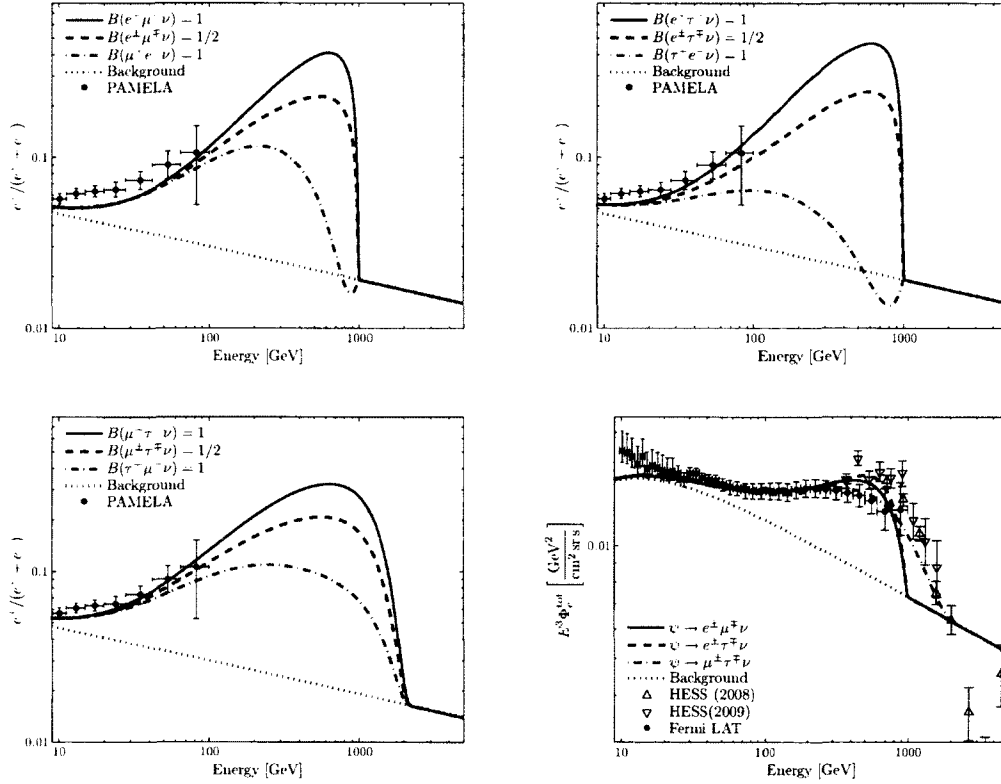 B(e⁺μ⁻ν) = 1
B(e±μ∓ν) = 1/2
B(μ⁺e⁻ν) = 1
Background
PAMELA
0.1
0.01
10
100
1000
Energy [GeV]
B(e⁺τ⁻ν) = 1
B(e±τ∓ν) = 1/2
B(τ⁺e⁻ν) = 1
Background
PAMELA
0.1
0.01
10
100
1000
Energy [GeV]
B(μ⁺τ⁻ν) = 1
B(μ±τ∓ν) = 1/2
B(τ⁺μ⁻ν) = 1
Background
PAMELA
0.1
0.01
10
100
1000
Energy [GeV]
E³Φₑᵗᵒᵗ [GeV² / cm² sr s]
0.01
ψ → e±μ∓ν
ψ → e±τ∓ν
ψ → μ±τ∓ν
Background
HESS (2008)
HESS(2009)
Fermi LAT
10
100
1000
Energy [GeV]